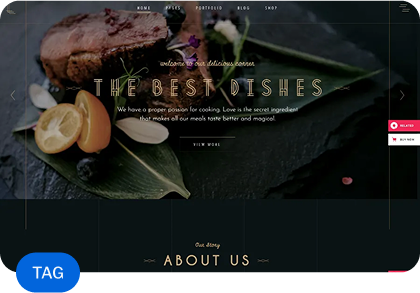 HOME PAGES PORTFOLIO BLOG SHOP
welcome to our delicious corner
THE BEST DISHES
We have a proper passion for cooking. Love is the secret ingredient
that makes all our meals taste better and magical.
VIEW MORE
RELATED
BUY NOW
Our Story
ABOUT US
TAG